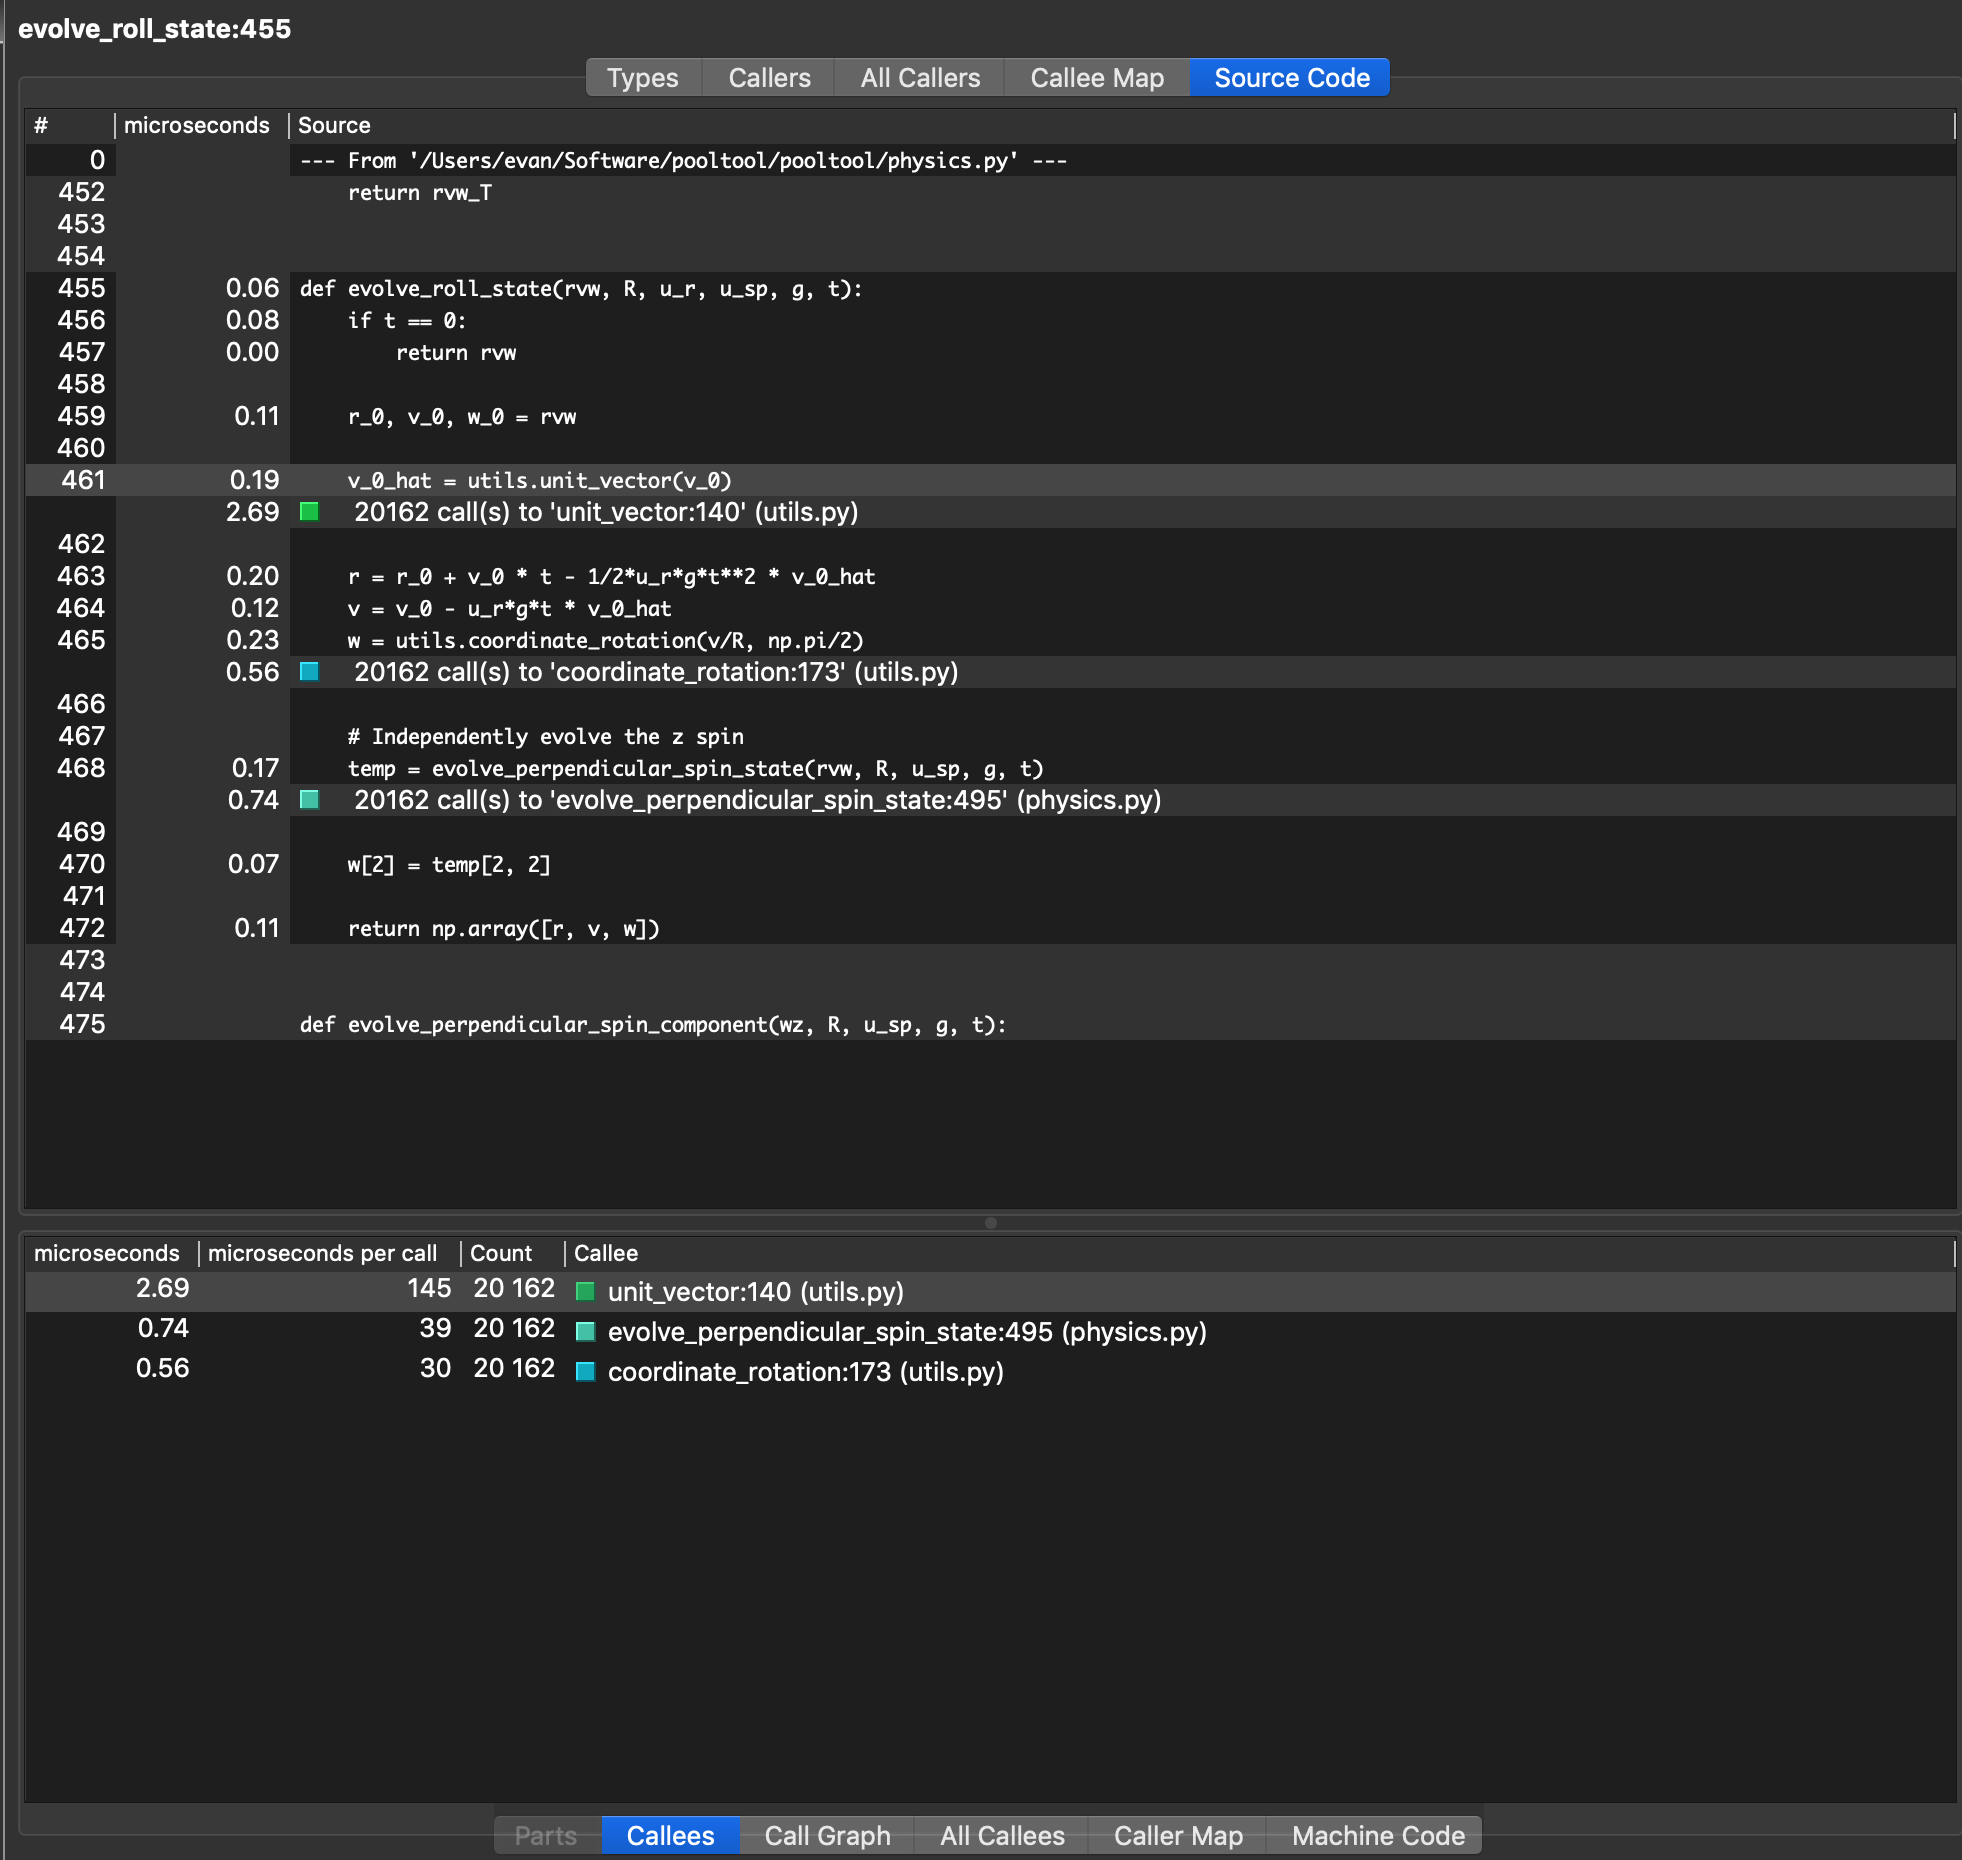 evolve_roll_state:455
Types Callers All Callers Callee Map Source Code
# microseconds Source
0 --- From '/Users/evan/Software/pooltool/pooltool/physics.py' ---
452 return rvw_T
453
454
455 0.06 def evolve_roll_state(rvw, R, u_r, u_sp, g, t):
456 0.08 if t == 0:
457 0.00 return rvw
458
459 0.11 r_0, v_0, w_0 = rvw
460
461 0.19 v_0_hat = utils.unit_vector(v_0)
2.69 20162 call(s) to 'unit_vector:140' (utils.py)
462
463 0.20 r = r_0 + v_0 * t - 1/2*u_r*g*t**2 * v_0_hat
464 0.12 v = v_0 - u_r*g*t * v_0_hat
465 0.23 w = utils.coordinate_rotation(v/R, np.pi/2)
0.56 20162 call(s) to 'coordinate_rotation:173' (utils.py)
466
467 # Independently evolve the z spin
468 0.17 temp = evolve_perpendicular_spin_state(rvw, R, u_sp, g, t)
0.74 20162 call(s) to 'evolve_perpendicular_spin_state:495' (physics.py)
469
470 0.07 w[2] = temp[2, 2]
471
472 0.11 return np.array([r, v, w])
473
474
475 def evolve_perpendicular_spin_component(wz, R, u_sp, g, t):
microseconds microseconds per call Count Callee
2.69 145 20 162 unit_vector:140 (utils.py)
0.74 39 20 162 evolve_perpendicular_spin_state:495 (physics.py)
0.56 30 20 162 coordinate_rotation:173 (utils.py)
Parts Callees Call Graph All Callees Caller Map Machine Code